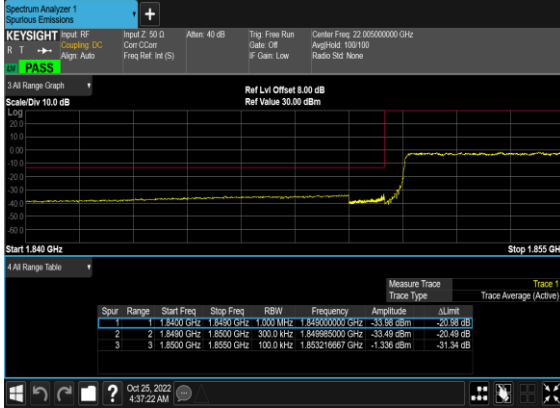 Spectrum Analyzer 1
Spurious Emissions
+
KEYSIGHT Input: RF Input Z: 50 Ω Atten: 40 dB Trig: Free Run Center Freq: 22.005000000 GHz
R T Coupling: DC Corr CCorr Gate: Off Avg|Hold: 100/100
Align: Auto Freq Ref: Int (S) IF Gain: Low Radio Std: None
PASS
3 All Range Graph
Ref Lvl Offset 8.00 dB
Scale/Div 10.0 dB Ref Value 30.00 dBm
Log
20.0
10.0
0.00
-10.0
-20.0
-30.0
-40.0
-50.0
-60.0
Start 1.840 GHz Stop 1.855 GH
4 All Range Table
Measure Trace Trace 1
Trace Type Trace Average (Active)
Spur Range Start Freq Stop Freq RBW Frequency Amplitude ΔLimit
1 1 1.8400 GHz 1.8490 GHz 1.000 MHz 1.849000000 GHz -33.98 dBm -20.98 dB
2 2 1.8490 GHz 1.8500 GHz 300.0 kHz 1.849985000 GHz -33.49 dBm -20.49 dB
3 3 1.8500 GHz 1.8550 GHz 100.0 kHz 1.853216667 GHz -1.336 dBm -31.34 dB
? Oct 25, 2022
4:37:22 AM